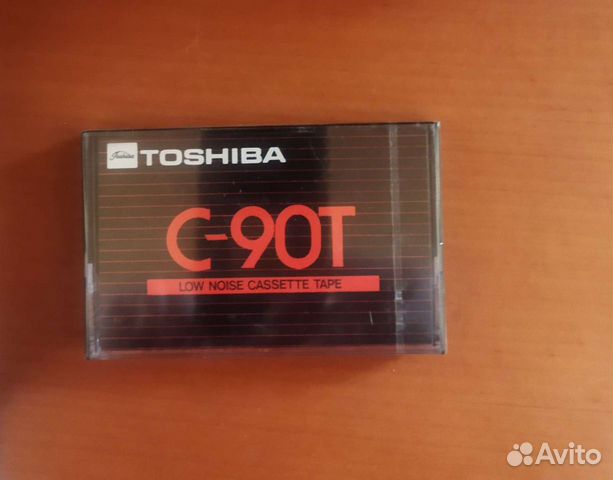 Toshiba TOSHIBA
C-90T
LOW NOISE CASSETTE TAPE
Avito